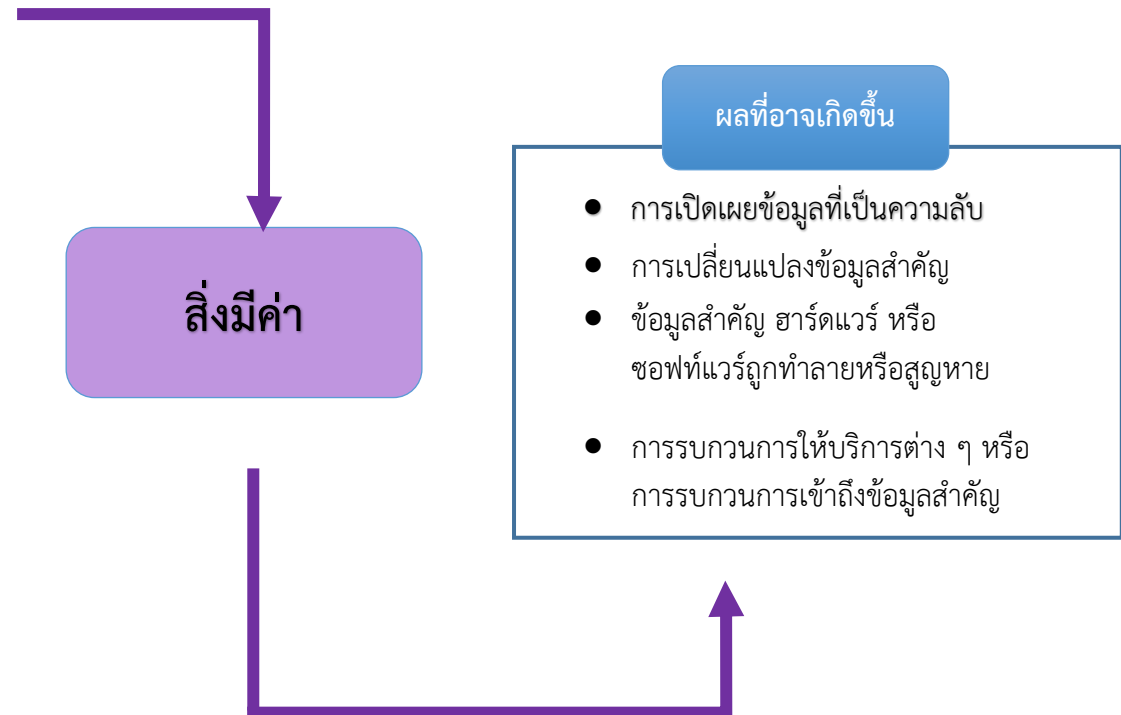 ผลที่อาจเกิดขึ้น
สิ่งมีค่า
● การเปิดเผยข้อมูลที่เป็นความลับ
● การเปลี่ยนแปลงข้อมูลสำคัญ
● ข้อมูลสำคัญ ฮาร์ดแวร์ หรือ
ซอฟท์แวร์ถูกทำลายหรือสูญหาย
● การรบกวนการให้บริการต่าง ๆ หรือ
การรบกวนการเข้าถึงข้อมูลสำคัญ